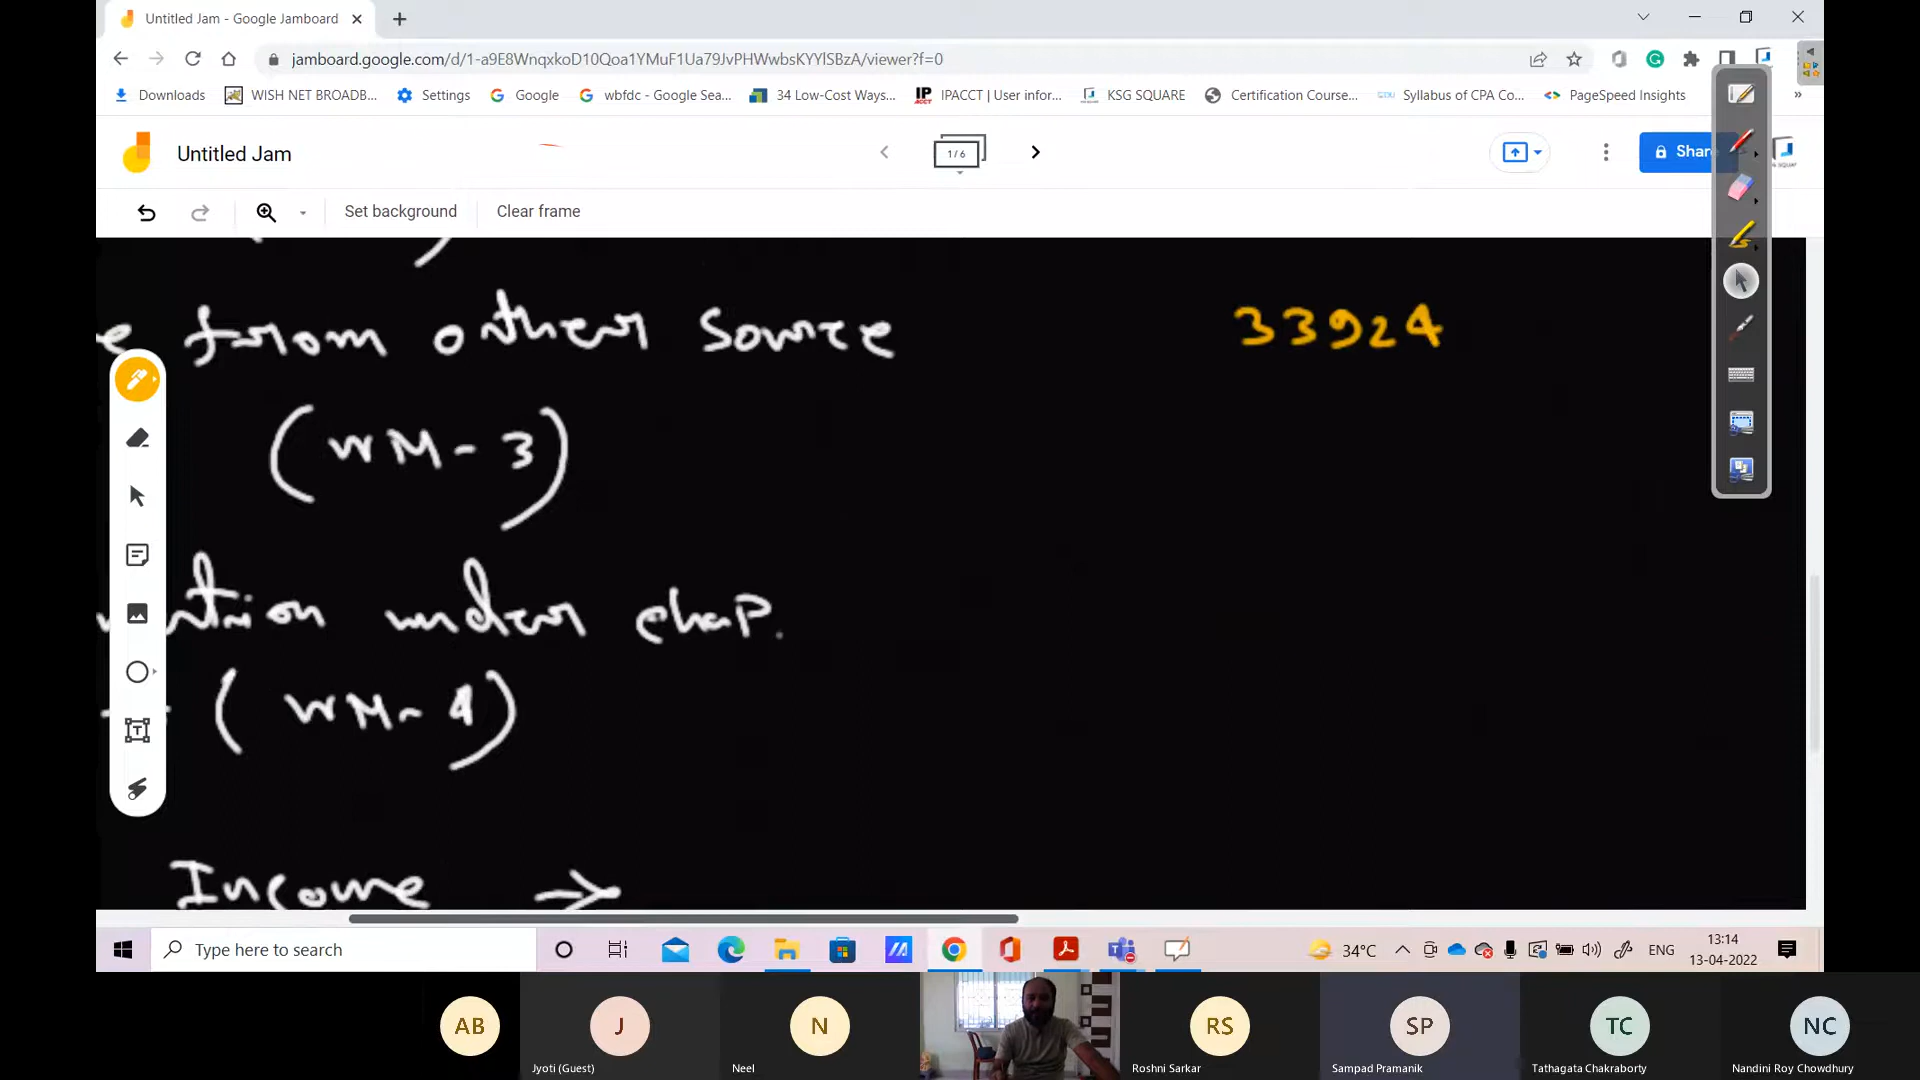 Untitled Jam - Google Jamboard
jamboard.google.com/d/1-a9E8WnqxkoD10Qoa1YMuF1Ua79JvPHWwbsKYYlSBzA/viewer?f=0
Downloads WISH NET BROADB... Settings Google wbfdc - Google Sea... 34 Low-Cost Ways... IPACCT | User infor... KSG SQUARE Certification Course... Syllabus of CPA Co... PageSpeed Insights »
Untitled Jam 1/6 Shar
Set background Clear frame
e from other source 33924
(WM-3)
under chap.
(WM-4)
Income →
Type here to search 34°C ENG 13:14
13-04-2022
AB J N RS SP TC NC
Jyoti (Guest) Neel Roshni Sarkar Sampad Pramanik Tathagata Chakraborty Nandini Roy Chowdhury